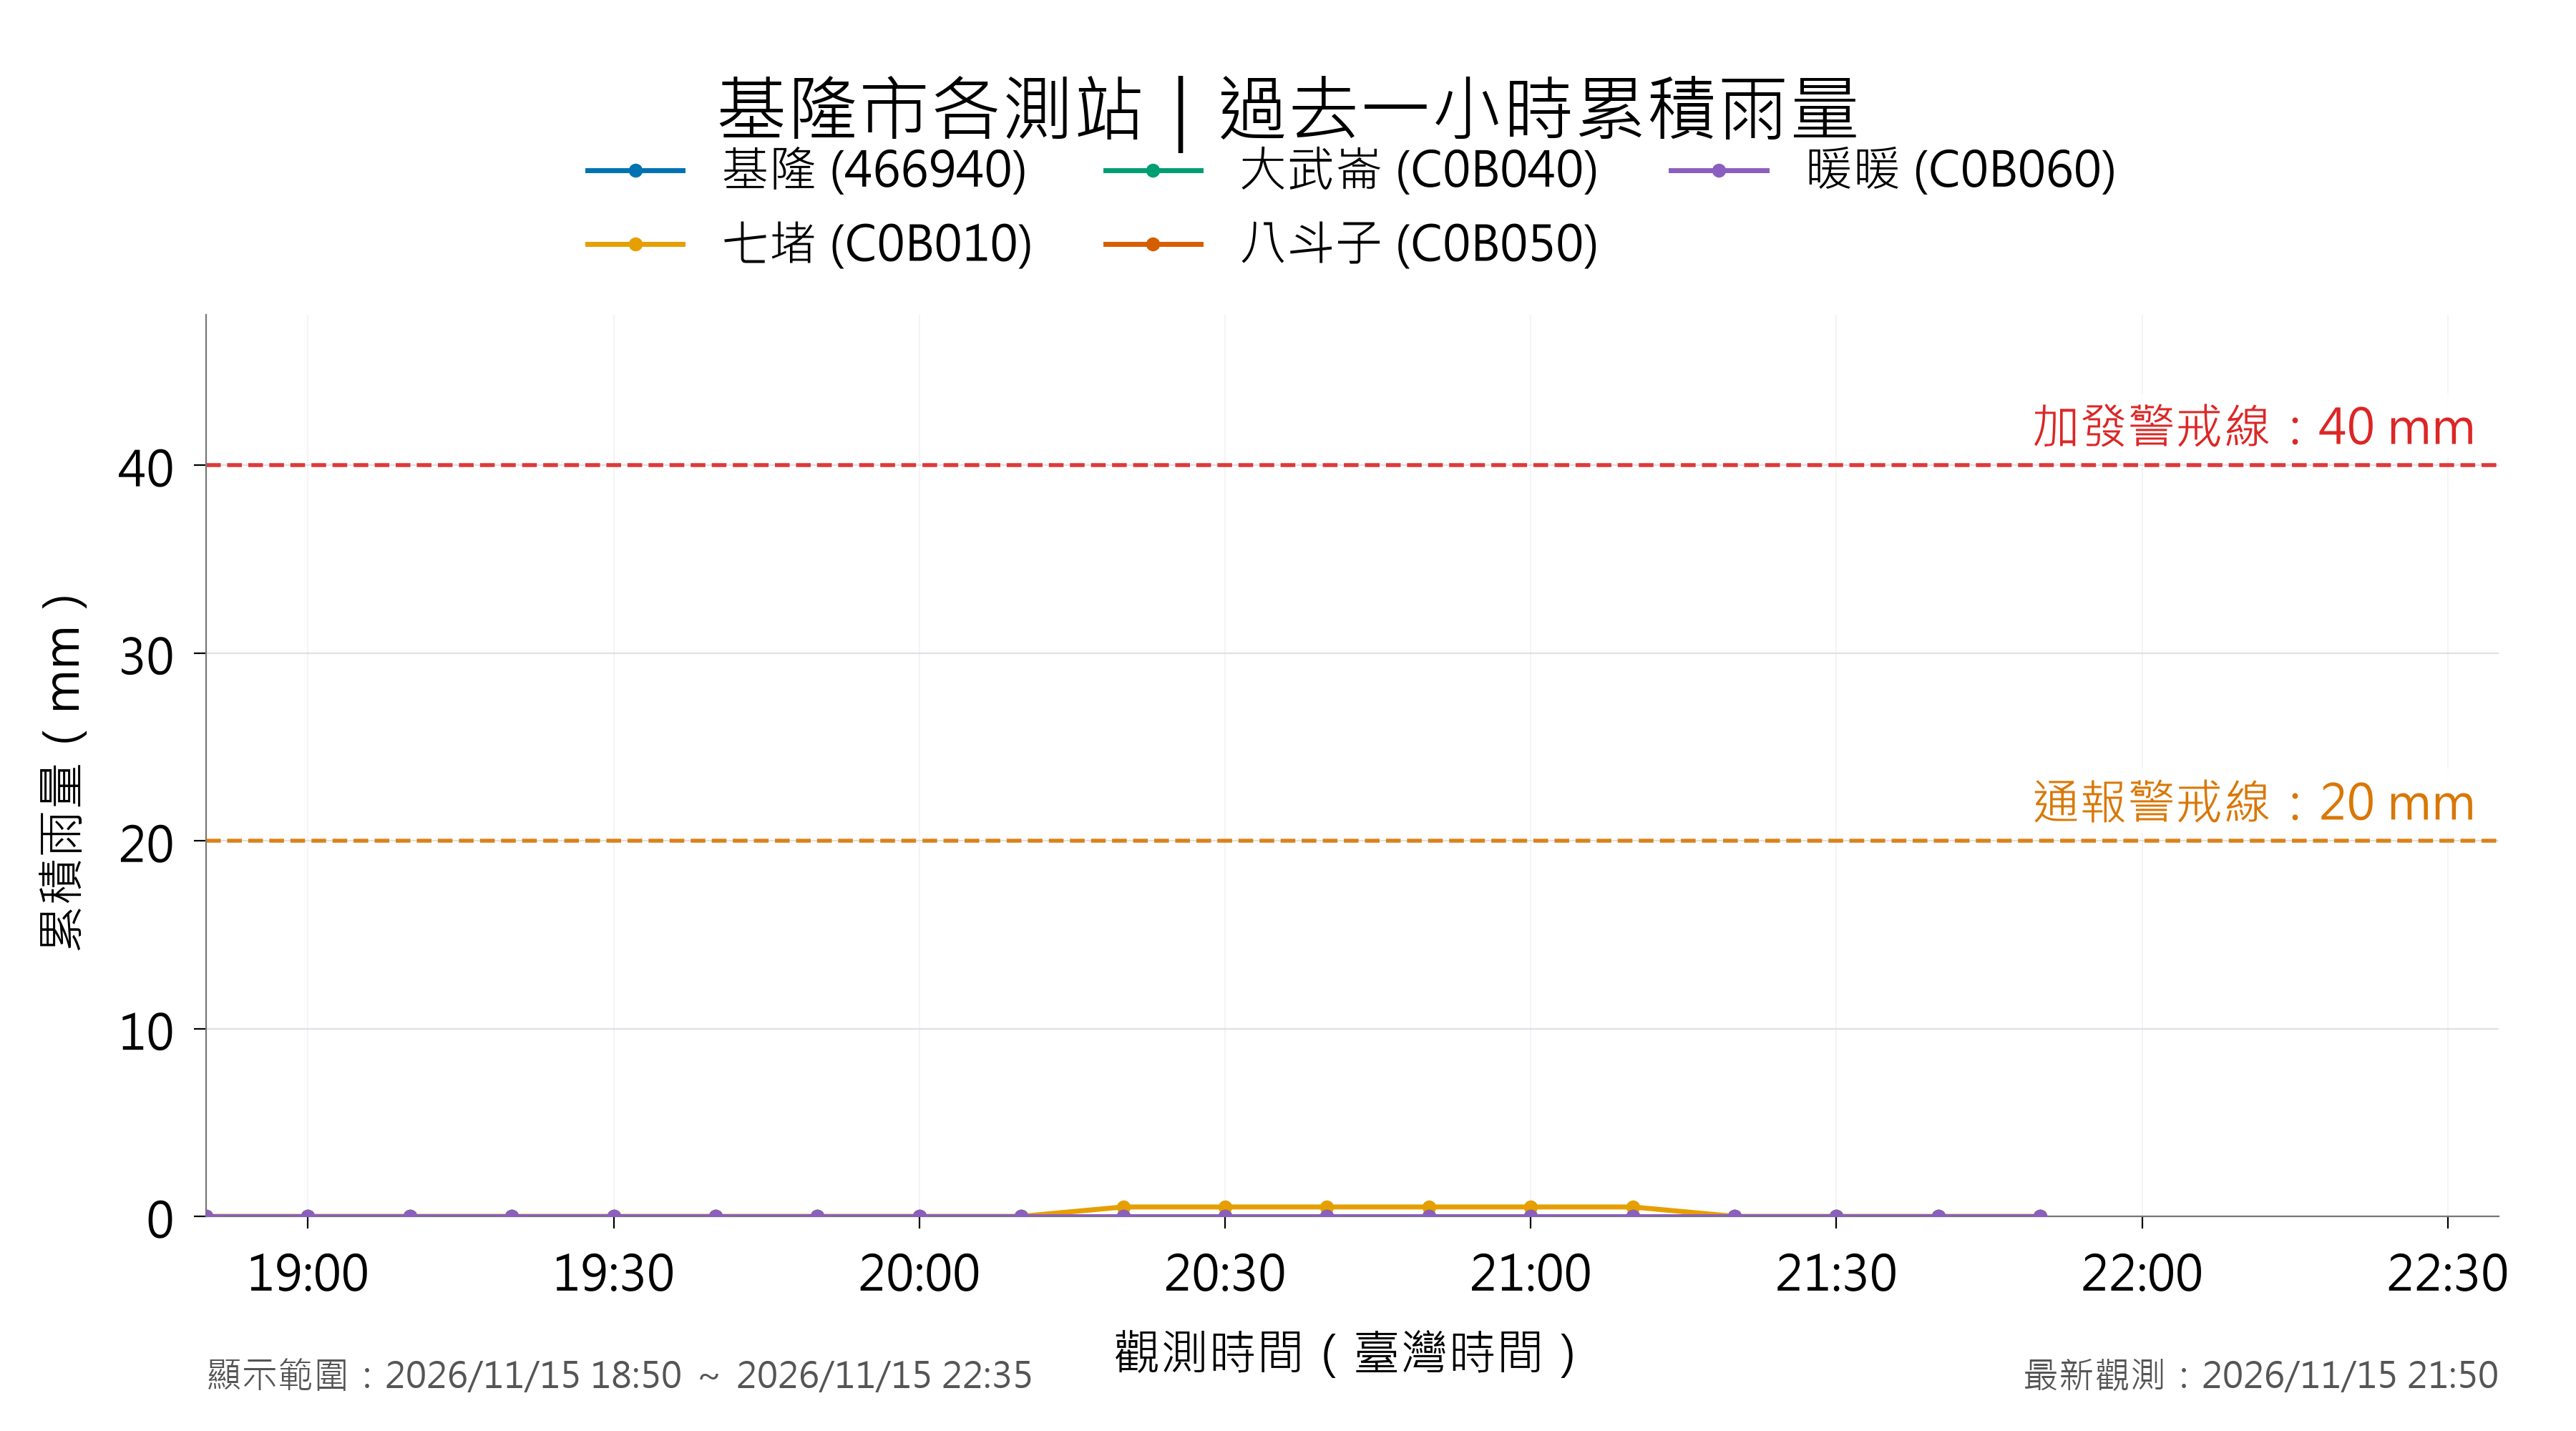 基隆市各測站 | 過去一小時累積雨量
基隆 (466940)
大武崙 (C0B040)
暖暖 (C0B060)
七堵 (C0B010)
八斗子 (C0B050)
加發警戒線：40 mm
通報警戒線：20 mm
累積雨量（mm）
40
30
20
10
0
19:00
19:30
20:00
20:30
21:00
21:30
22:00
22:30
觀測時間（臺灣時間）
顯示範圍：2026/11/15 18:50 ~ 2026/11/15 22:35
最新觀測：2026/11/15 21:50